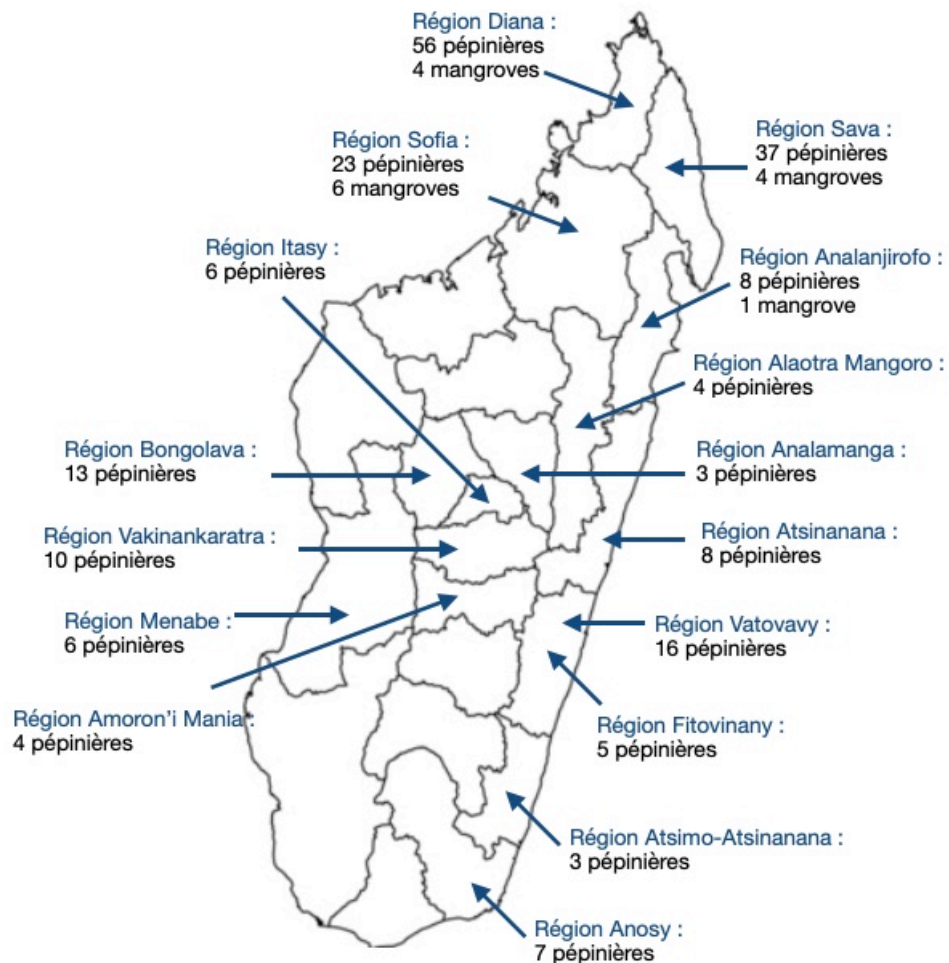 Région Diana :
56 pépinières
4 mangroves
Région Sava :
37 pépinières
4 mangroves
Région Sofia :
23 pépinières
6 mangroves
Région Itasy :
6 pépinières
Région Analanjirofo :
8 pépinières
1 mangrove
Région Alaotra Mangoro :
4 pépinières
Région Bongolava :
13 pépinières
Région Analamanga :
3 pépinières
Région Vakinankaratra :
10 pépinières
Région Atsinanana :
8 pépinières
Région Menabe :
6 pépinières
Région Vatovavy :
16 pépinières
Région Amoron'i Mania :
4 pépinières
Région Fitovinany :
5 pépinières
Région Atsimo-Atsinanana :
3 pépinières
Région Anosy :
7 pépinières